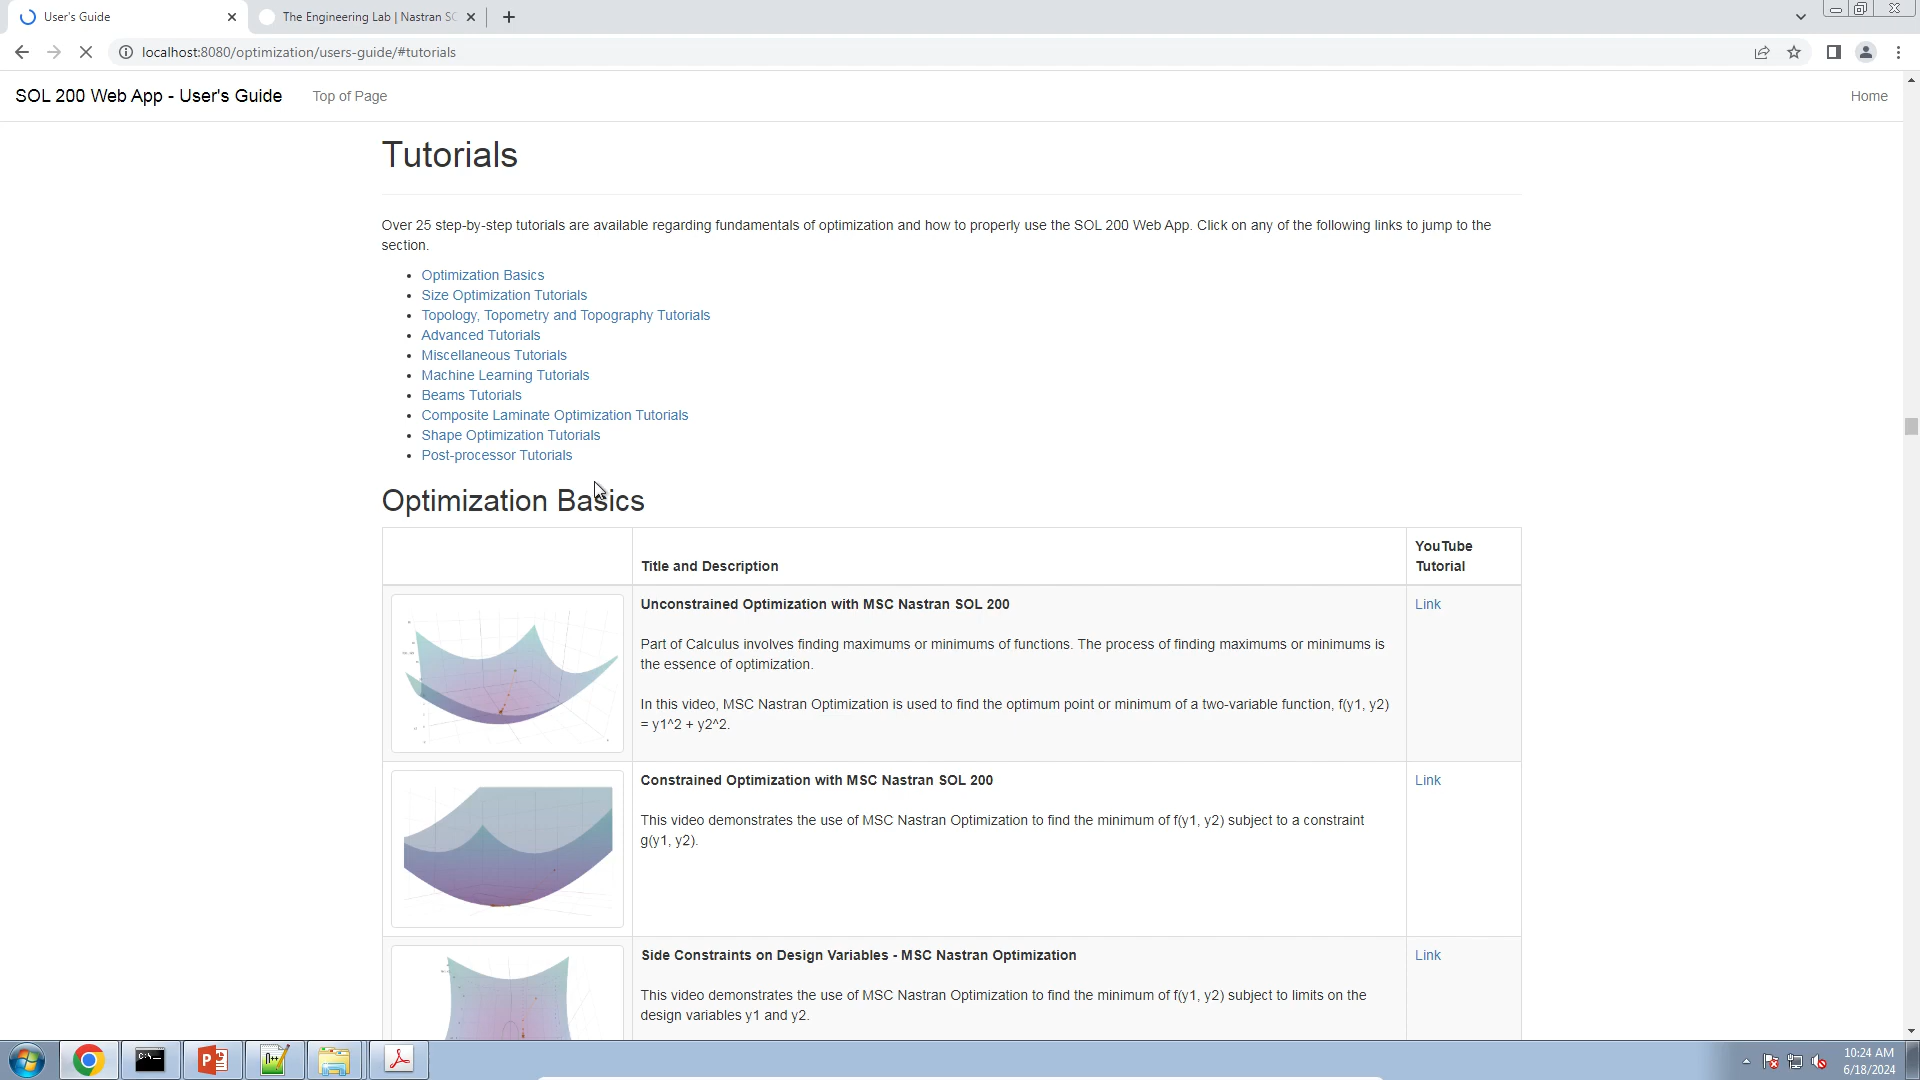 User's Guide
The Engineering Lab | Nastran SO
localhost:8080/optimization/users-guide/#tutorials
SOL 200 Web App - User's Guide
Top of Page
Home
Tutorials
Over 25 step-by-step tutorials are available regarding fundamentals of optimization and how to properly use the SOL 200 Web App. Click on any of the following links to jump to the
section.
Optimization Basics
Size Optimization Tutorials
Topology, Topometry and Topography Tutorials
Advanced Tutorials
Miscellaneous Tutorials
Machine Learning Tutorials
Beams Tutorials
Composite Laminate Optimization Tutorials
Shape Optimization Tutorials
Post-processor Tutorials
Optimization Basics
Title and Description
YouTube
Tutorial
Unconstrained Optimization with MSC Nastran SOL 200
Link
Part of Calculus involves finding maximums or minimums of functions. The process of finding maximums or minimums is
the essence of optimization.
In this video, MSC Nastran Optimization is used to find the optimum point or minimum of a two-variable function, f(y1, y2)
= y1^2 + y2^2.
Constrained Optimization with MSC Nastran SOL 200
Link
This video demonstrates the use of MSC Nastran Optimization to find the minimum of f(y1, y2) subject to a constraint
g(y1, y2).
Side Constraints on Design Variables - MSC Nastran Optimization
Link
This video demonstrates the use of MSC Nastran Optimization to find the minimum of f(y1, y2) subject to limits on the
design variables y1 and y2.
10:24 AM
6/18/2024